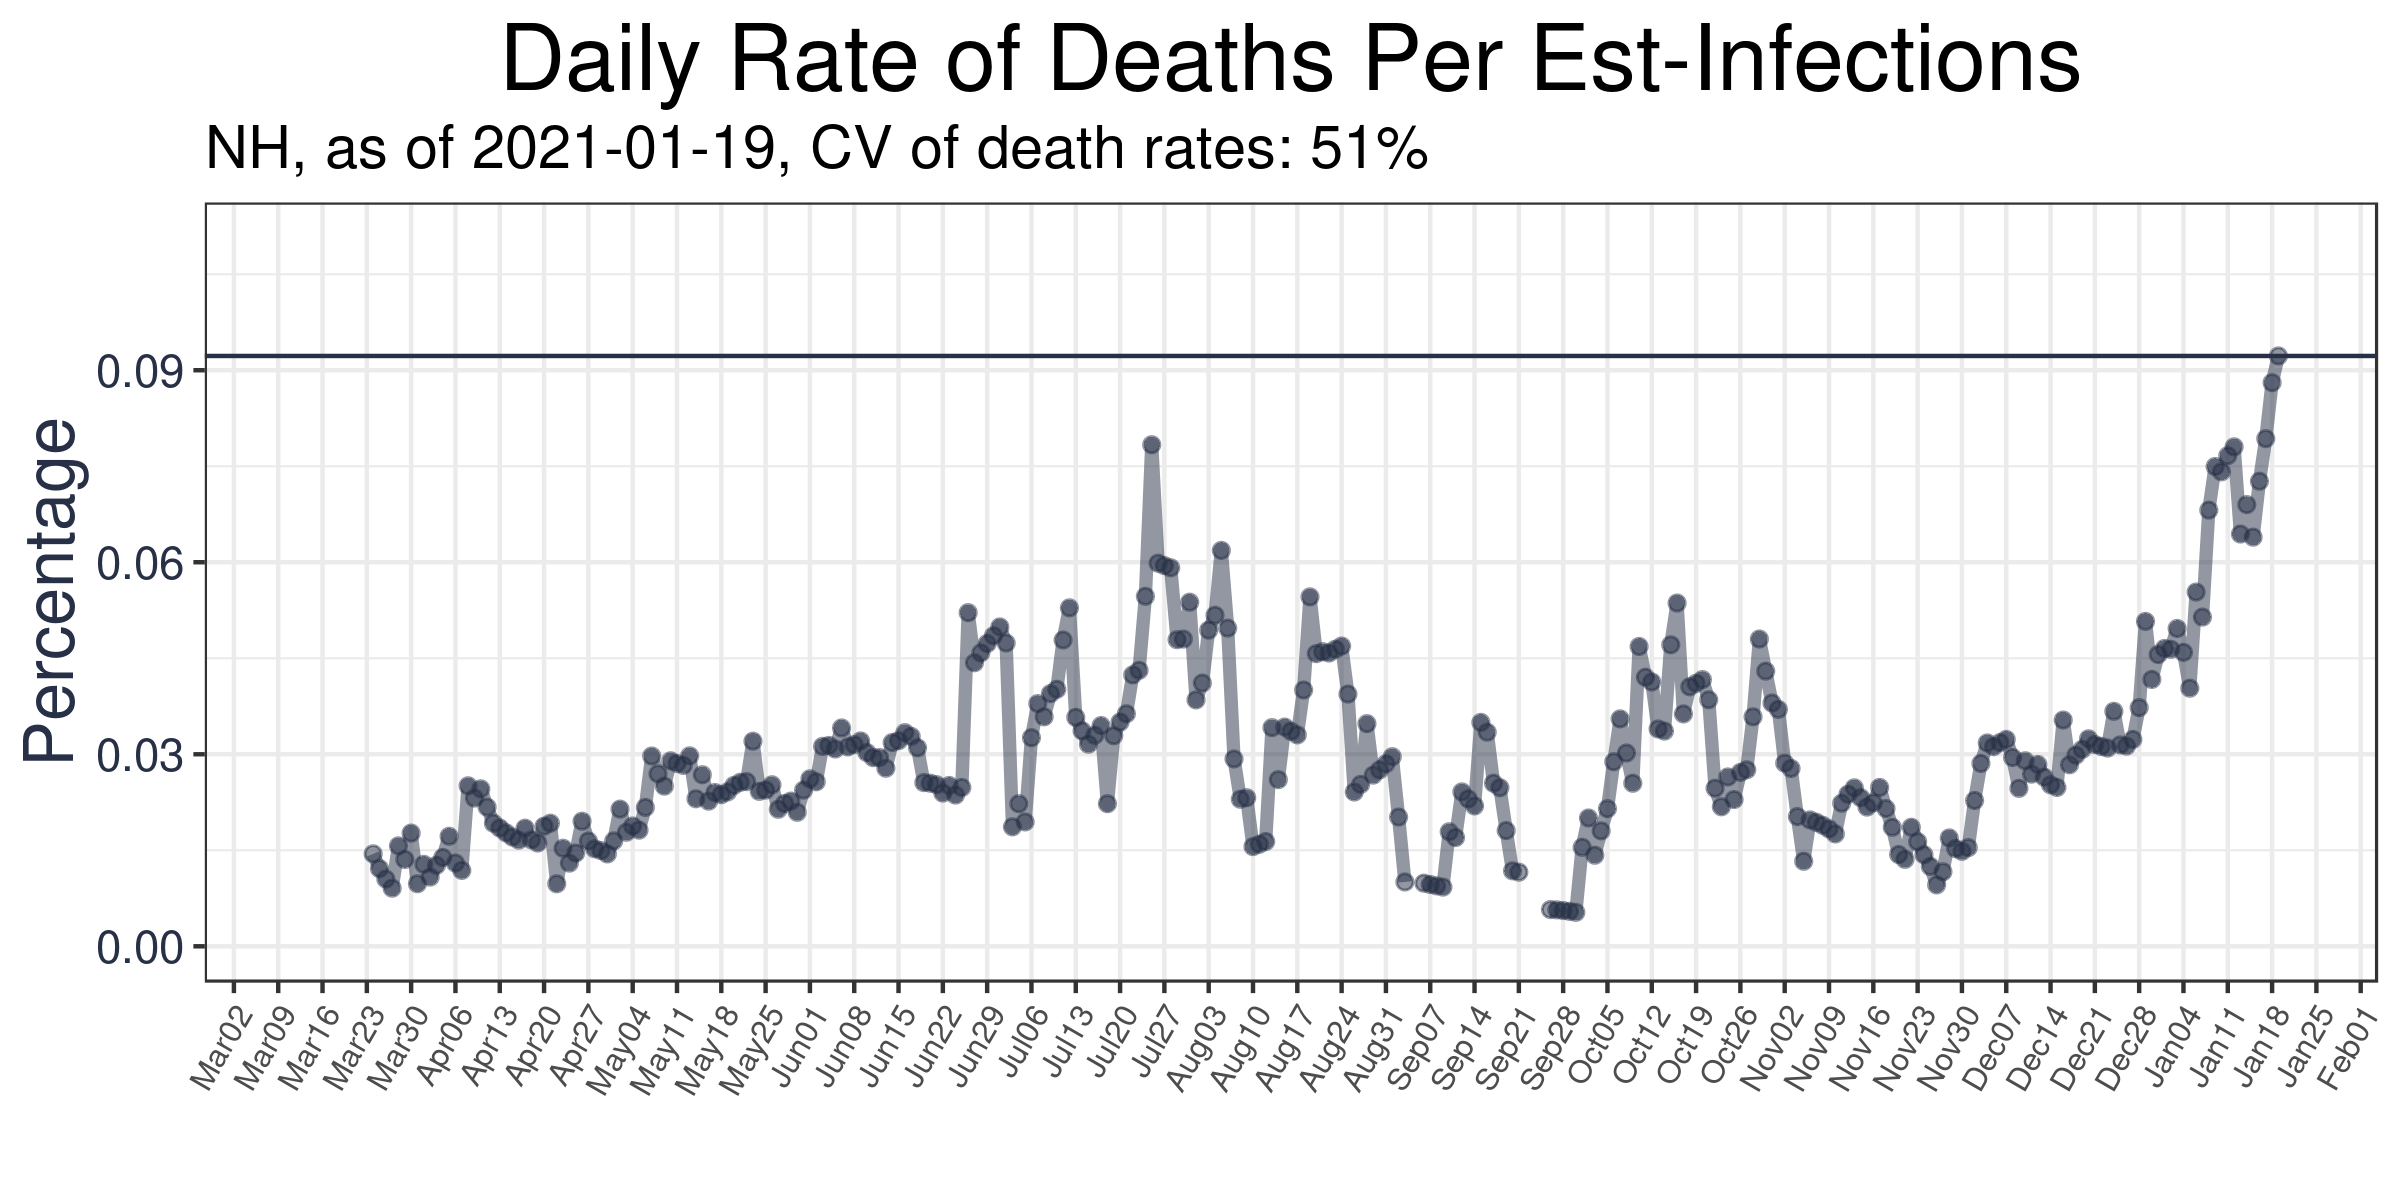 Daily Rate of Deaths Per Est-Infections
NH, as of 2021-01-19, CV of death rates: 51%
Percentage
0.09
0.06
0.03
0.00
Mar02
Mar09
Mar16
Mar23
Mar30
Apr06
Apr13
Apr20
Apr27
May04
May11
May18
May25
Jun01
Jun08
Jun15
Jun22
Jun29
Jul06
Jul13
Jul20
Jul27
Aug03
Aug10
Aug17
Aug24
Aug31
Sep07
Sep14
Sep21
Sep28
Oct05
Oct12
Oct19
Oct26
Nov02
Nov09
Nov16
Nov23
Nov30
Dec07
Dec14
Dec21
Dec28
Jan04
Jan11
Jan18
Jan25
Feb01